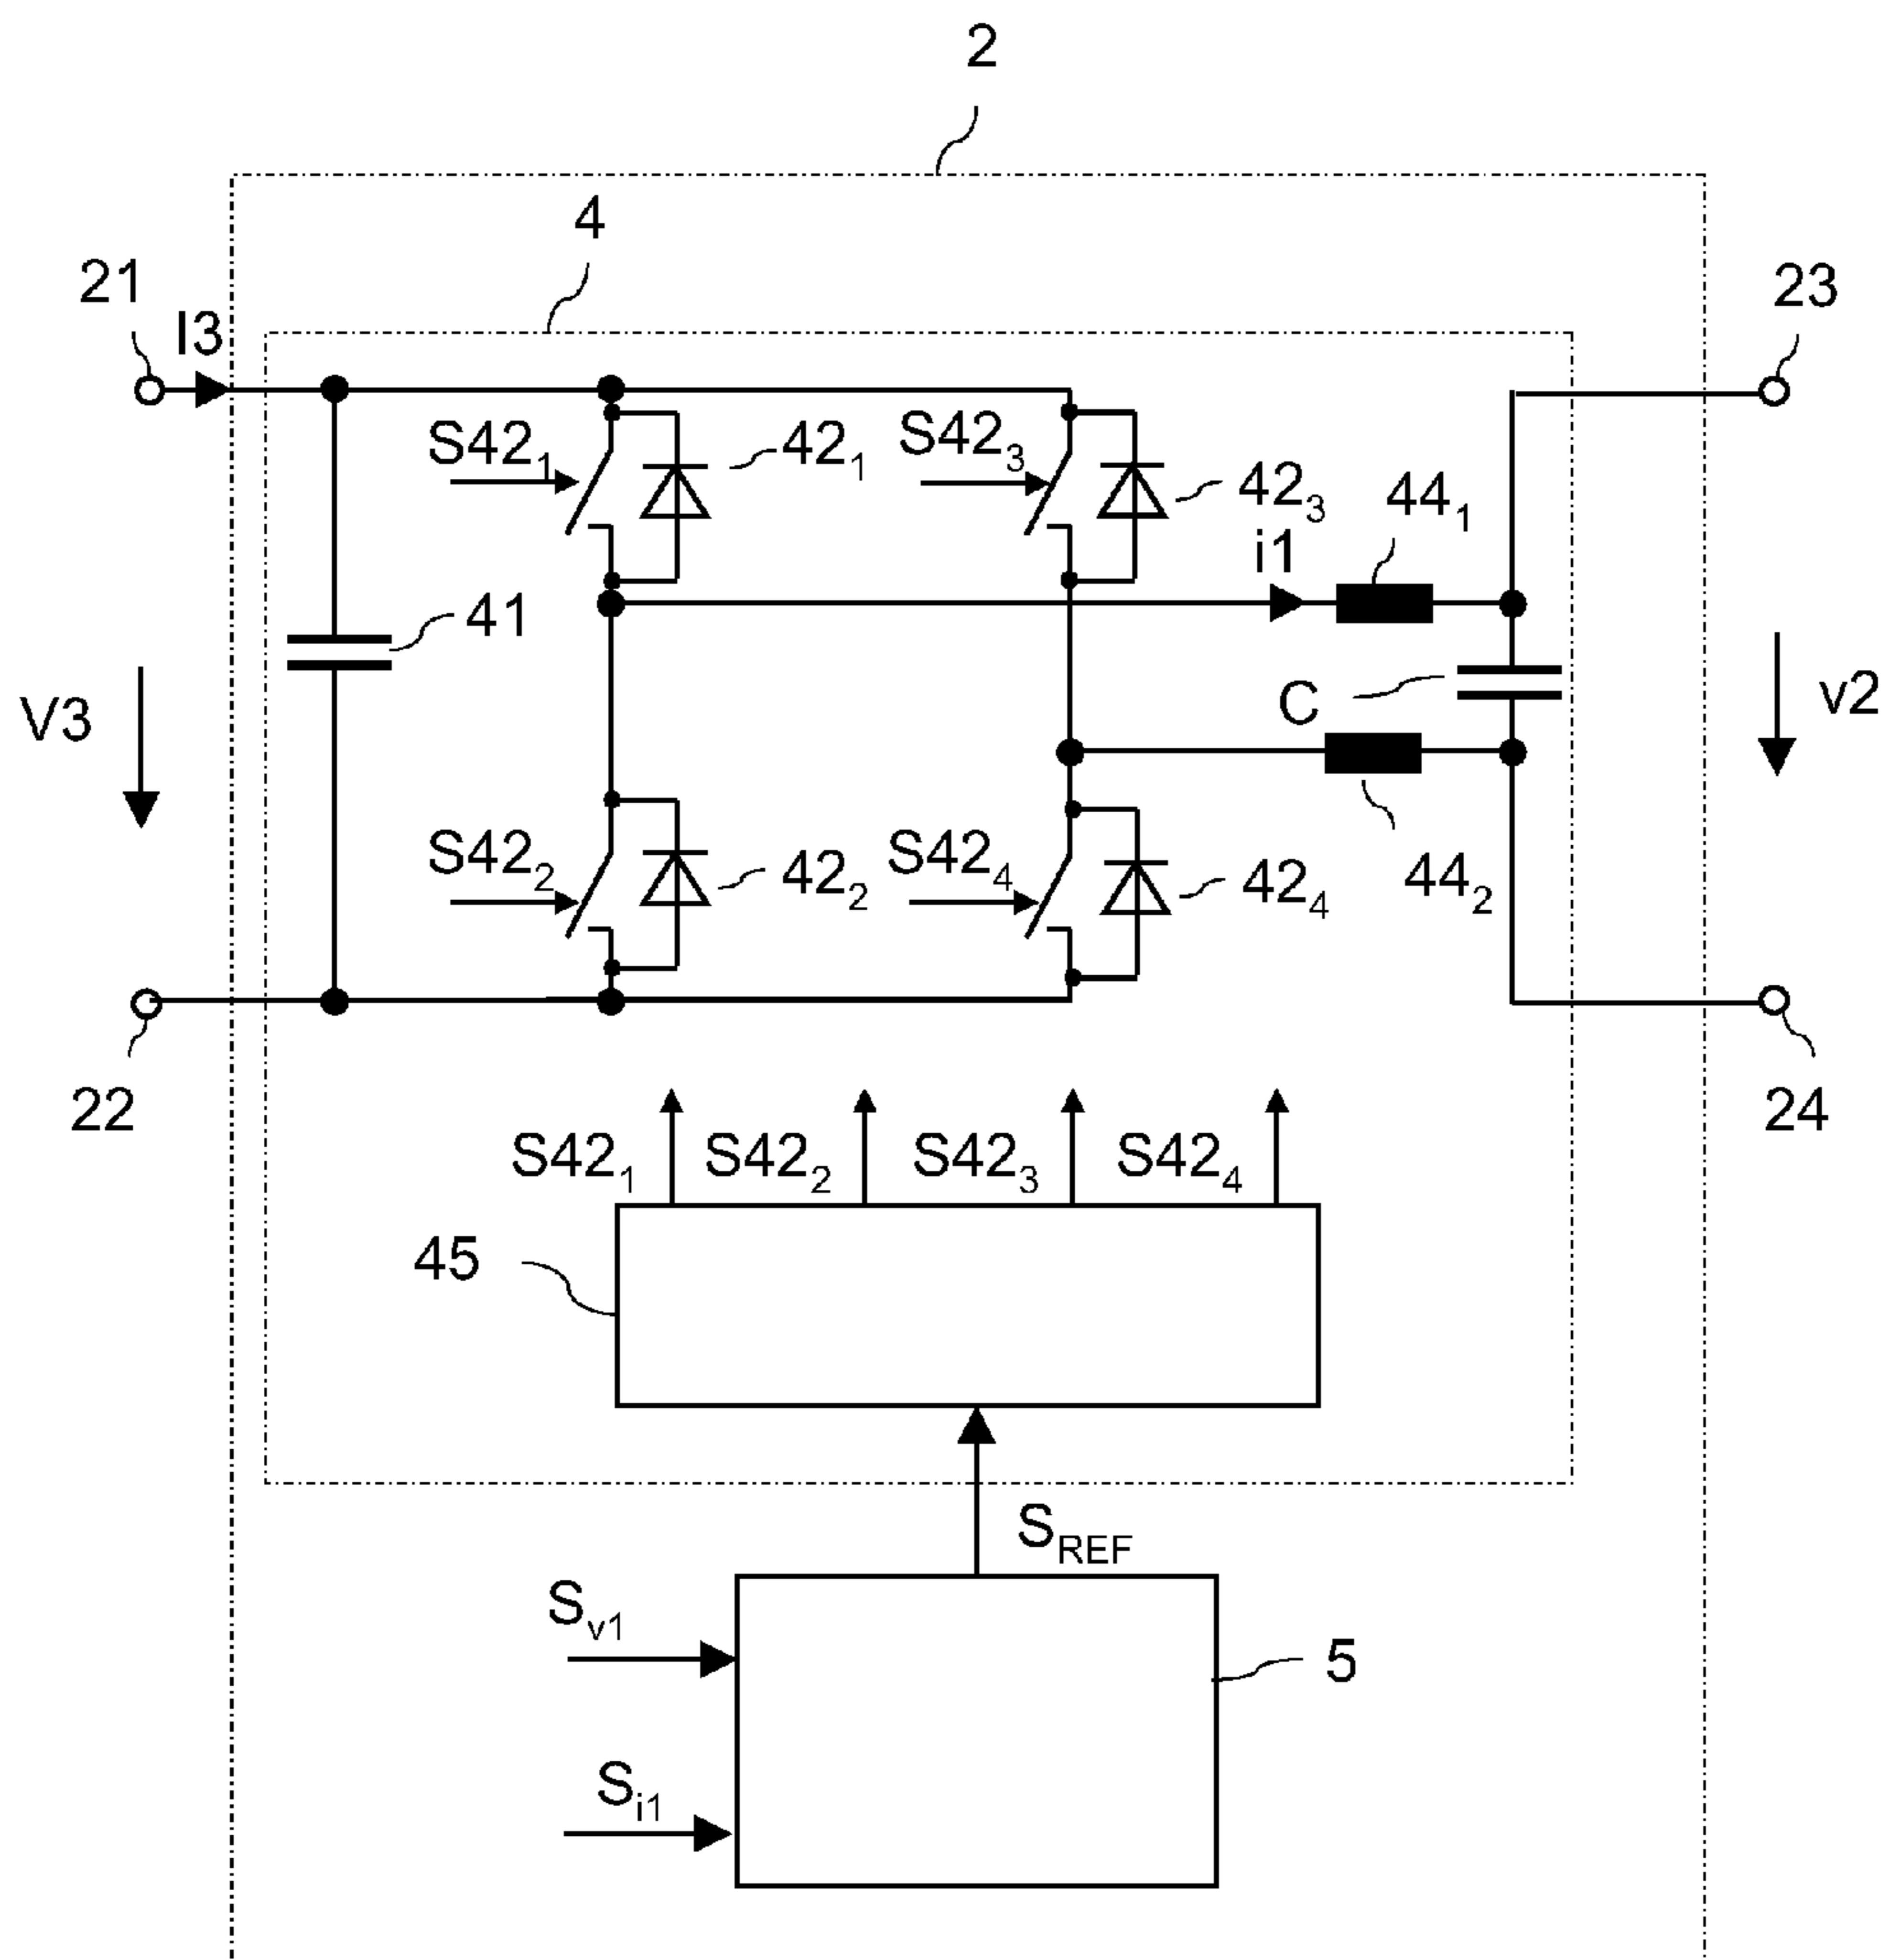 2
4
21
I3
23
S42₁
42₁
S42₃
42₃
44₁
i1
41
V3
C
v2
S42₂
42₂
S42₄
42₄
44₂
22
24
S42₁ S42₂ S42₃ S42₄
45
S_REF
S_v1
5
S_i1